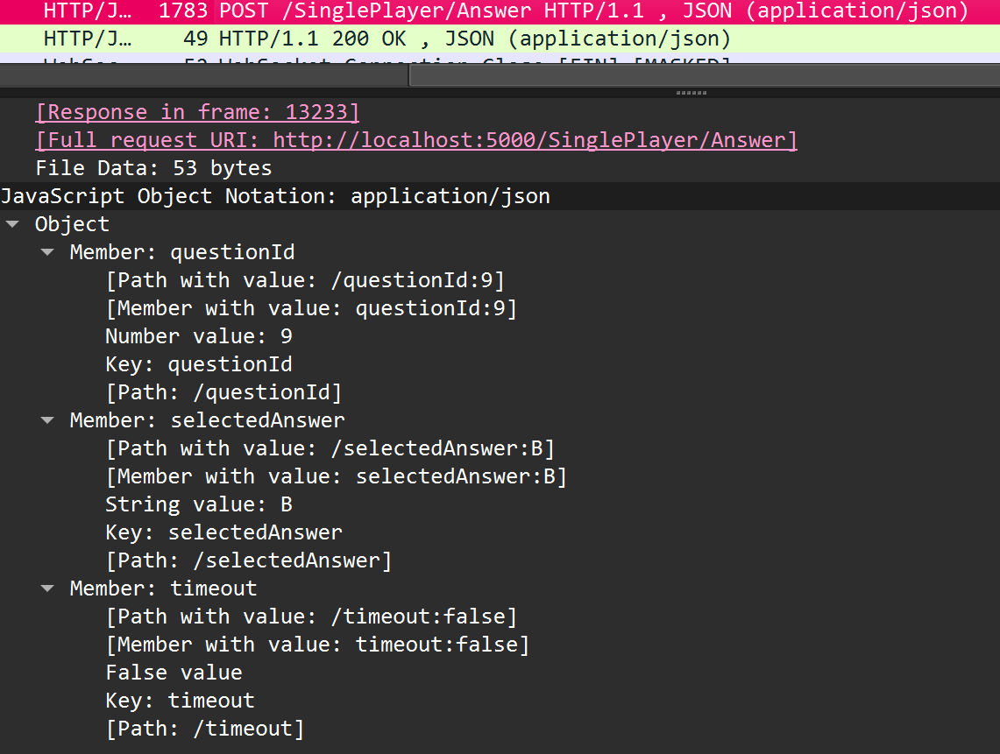 HTTP/J… 1783 POST /SinglePlayer/Answer HTTP/1.1 , JSON (application/json)
HTTP/J… 49 HTTP/1.1 200 OK , JSON (application/json)
[Response in frame: 13233]
[Full request URI: http://localhost:5000/SinglePlayer/Answer]
File Data: 53 bytes
JavaScript Object Notation: application/json
Object
Member: questionId
[Path with value: /questionId:9]
[Member with value: questionId:9]
Number value: 9
Key: questionId
[Path: /questionId]
Member: selectedAnswer
[Path with value: /selectedAnswer:B]
[Member with value: selectedAnswer:B]
String value: B
Key: selectedAnswer
[Path: /selectedAnswer]
Member: timeout
[Path with value: /timeout:false]
[Member with value: timeout:false]
False value
Key: timeout
[Path: /timeout]